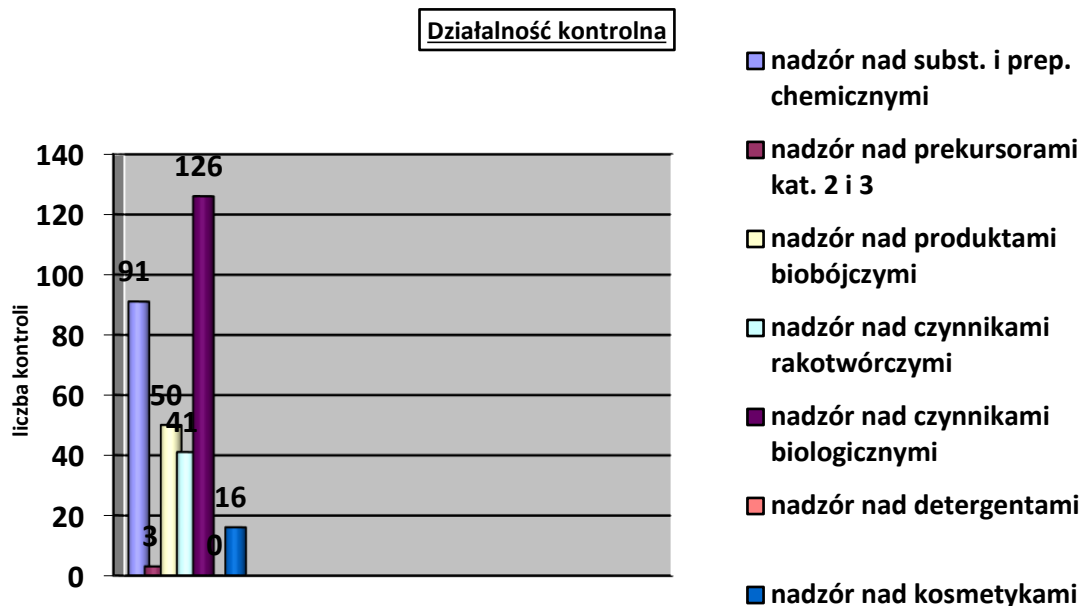 Działalność kontrolna
nadzór nad subst. i prep.
chemicznymi
nadzór nad prekursorami
kat. 2 i 3
nadzór nad produktami
biobójczymi
nadzór nad czynnikami
rakotwórczymi
nadzór nad czynnikami
biologicznymi
nadzór nad detergentami
nadzór nad kosmetykami
liczba kontroli
140
120
100
80
60
40
20
0
91
3
50
41
126
0
16